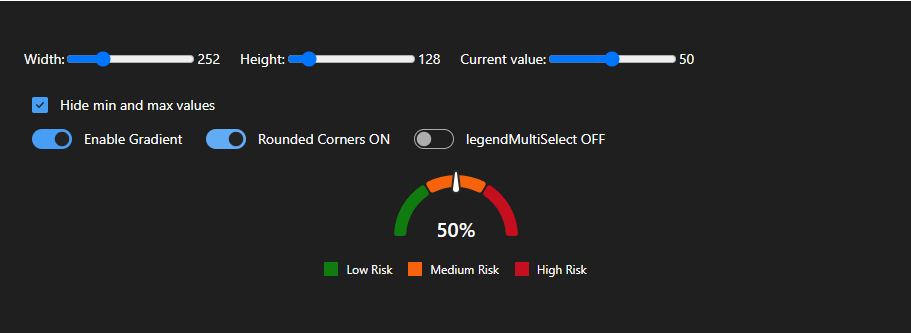 Width: 252 Height: 128 Current value: 50
Hide min and max values
Enable Gradient Rounded Corners ON legendMultiSelect OFF
50%
Low Risk Medium Risk High Risk